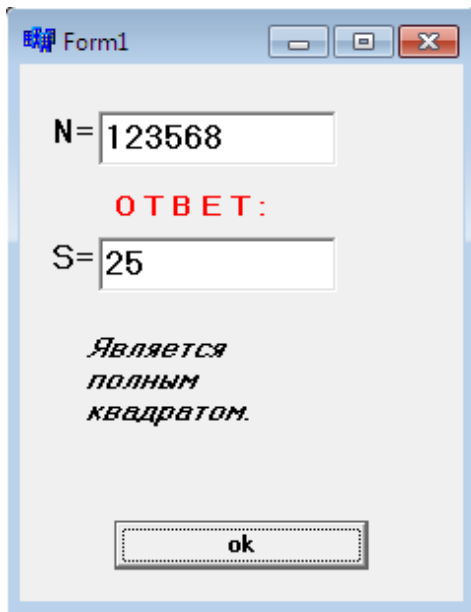 Form1
N= 123568
ОТВЕТ:
S= 25
Является
полным
квадратом.
ok